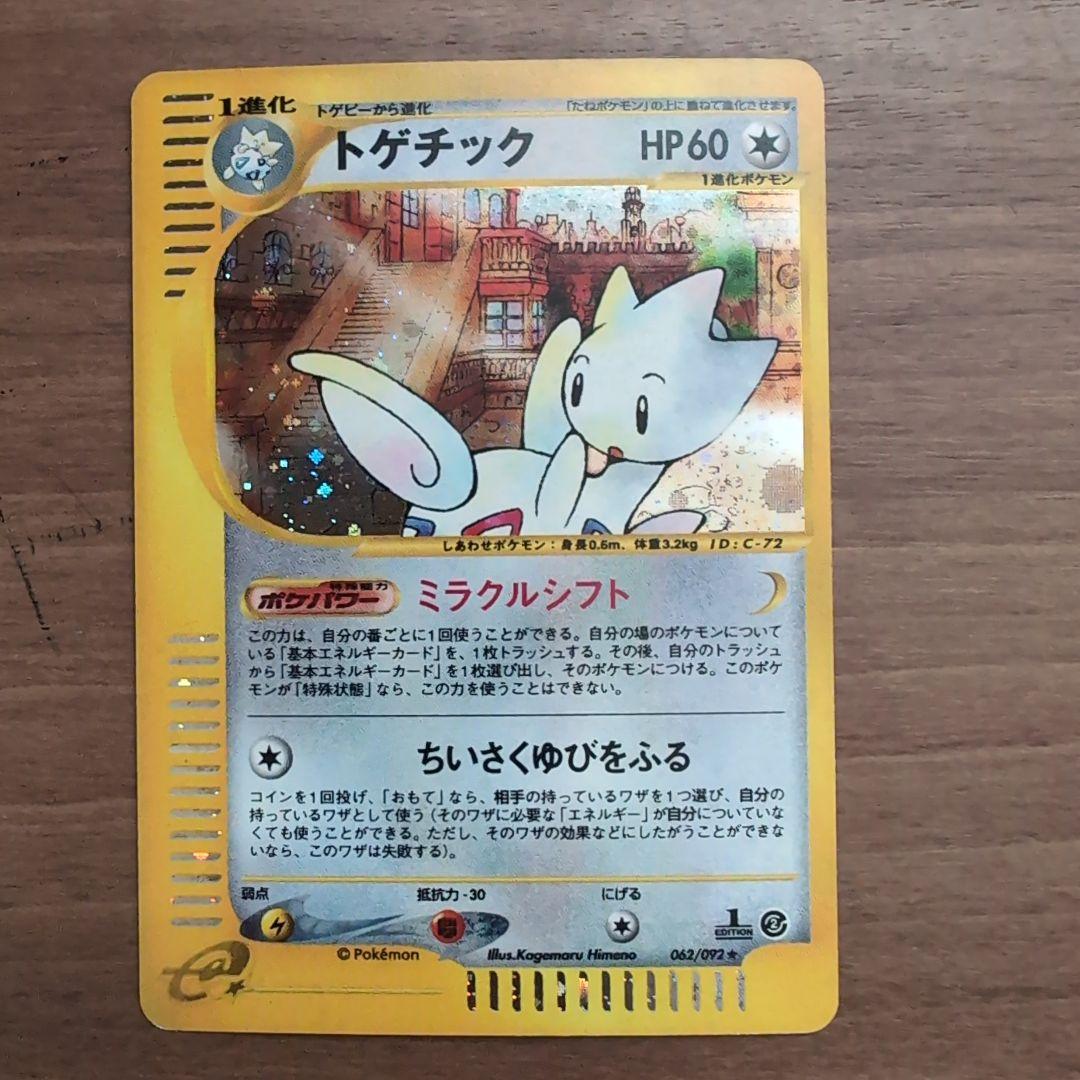 1進化
トゲピーから進化
「たねポケモン」の上に重ねて進化させます。
トゲチック
HP60
1進化ポケモン
しあわせポケモン:身長0.6m、体重3.2kg ID:C-72
特殊能力
ポケパワー
ミラクルシフト
この力は、自分の番ごとに1回使うことができる。自分の場のポケモンについて
いる「基本エネルギーカード」を、1枚トラッシュする。その後、自分のトラッシュ
から「基本エネルギーカード」を1枚選び出し、そのポケモンにつける。このポケ
モンが「特殊状態」なら、この力を使うことはできない。
ちいさくゆびをふる
コインを1回投げ、「おもて」なら、相手の持っているワザを1つ選び、自分の
持っているワザとして使う(そのワザに必要な「エネルギー」が自分についていな
くても使うことができる。ただし、そのワザの効果などにしたがうことができな
いなら、このワザは失敗する)。
弱点
抵抗力 -30
にげる
1
EDITION
2
© Pokémon
Illus.Kagemaru Himeno
062/092★
e